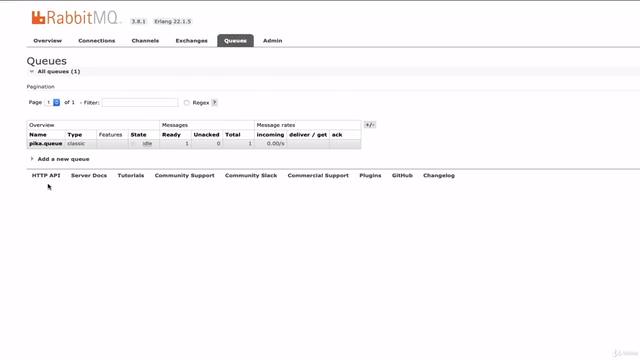 RabbitMQ. 3.8.1 Erlang 22.1.5
Overview Connections Channels Exchanges Queues Admin
Queues
All queues (1)
Pagination
Page 1 of 1 - Filter: Regex ?
Overview Messages Message rates +/-
Name Type Features State Ready Unacked Total incoming deliver / get ack
pika.queue classic idle 1 0 1 0.00/s
Add a new queue
HTTP API Server Docs Tutorials Community Support Community Slack Commercial Support Plugins GitHub Changelog